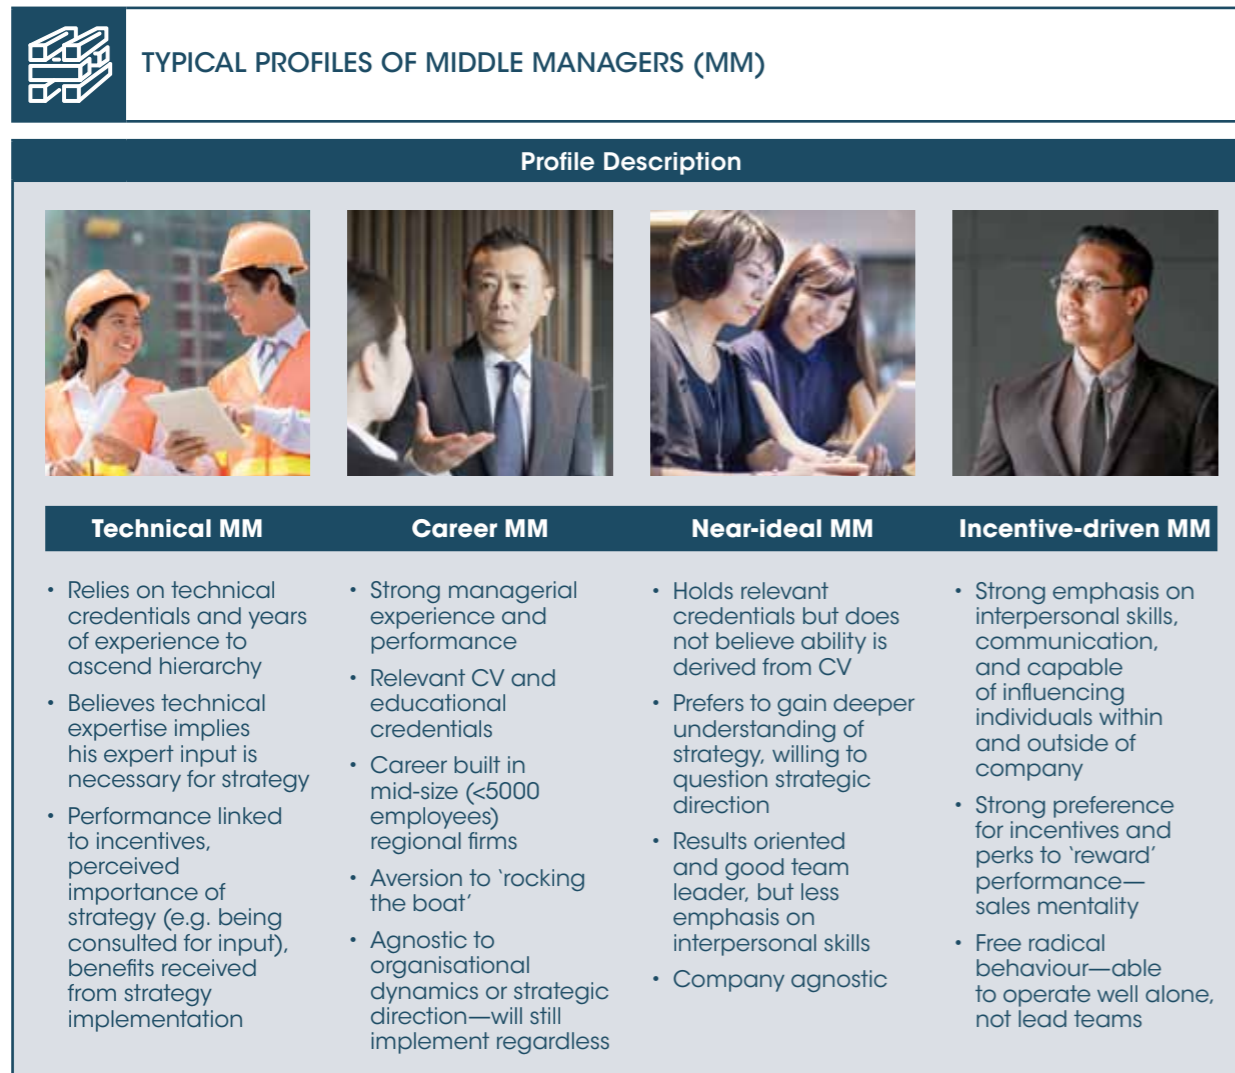 TYPICAL PROFILES OF MIDDLE MANAGERS (MM)
Profile Description
Technical MM
• Relies on technical
credentials and years
of experience to
ascend hierarchy
• Believes technical
expertise implies
his expert input is
necessary for strategy
• Performance linked
to incentives,
perceived
importance of
strategy (e.g. being
consulted for input),
benefits received
from strategy
implementation
Career MM
• Strong managerial
experience and
performance
• Relevant CV and
educational
credentials
• Career built in
mid-size (<5000
employees)
regional firms
• Aversion to ‘rocking
the boat’
• Agnostic to
organisational
dynamics or strategic
direction—will still
implement regardless
Near-ideal MM
• Holds relevant
credentials but does
not believe ability is
derived from CV
• Prefers to gain deeper
understanding of
strategy, willing to
question strategic
direction
• Results oriented
and good team
leader, but less
emphasis on
interpersonal skills
• Company agnostic
Incentive-driven MM
• Strong emphasis on
interpersonal skills,
communication,
and capable
of influencing
individuals within
and outside of
company
• Strong preference
for incentives and
perks to ‘reward’
performance—
sales mentality
• Free radical
behaviour—able
to operate well alone,
not lead teams